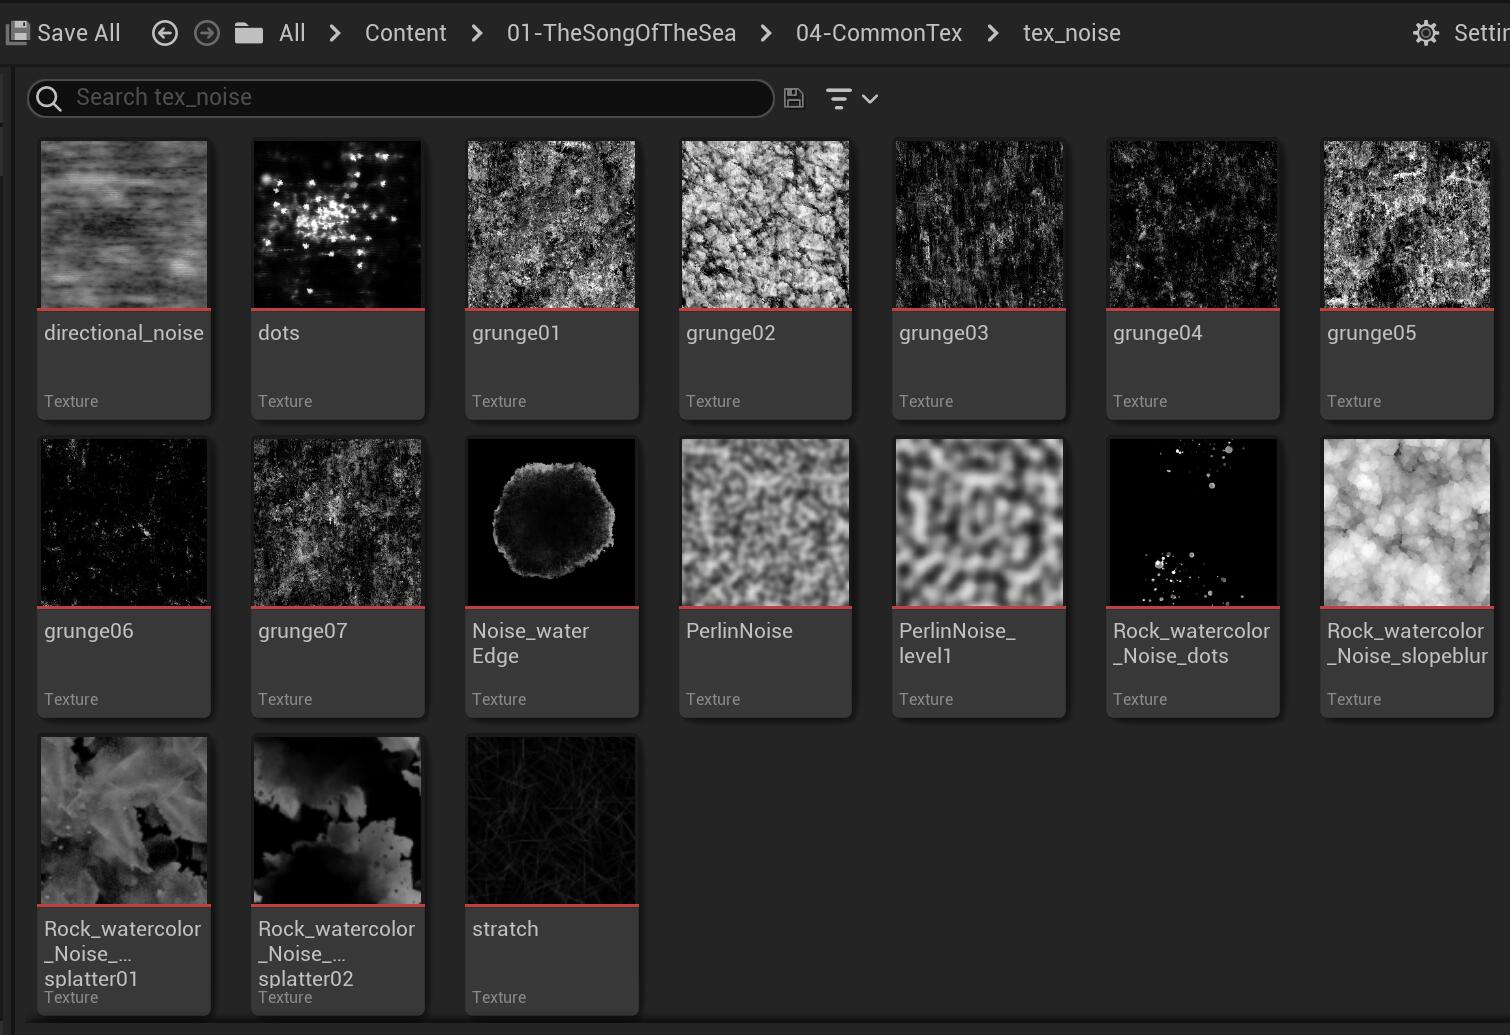 Save All
All > Content > 01-TheSongOfTheSea > 04-CommonTex > tex_noise
Settin
Search tex_noise
directional_noise
Texture
dots
Texture
grunge01
Texture
grunge02
Texture
grunge03
Texture
grunge04
Texture
grunge05
Texture
grunge06
Texture
grunge07
Texture
Noise_water
Edge
Texture
PerlinNoise
Texture
PerlinNoise_
level1
Texture
Rock_watercolor
_Noise_dots
Texture
Rock_watercolor
_Noise_slopeblur
Texture
Rock_watercolor
_Noise_...
splatter01
Texture
Rock_watercolor
_Noise_...
splatter02
Texture
stratch
Texture